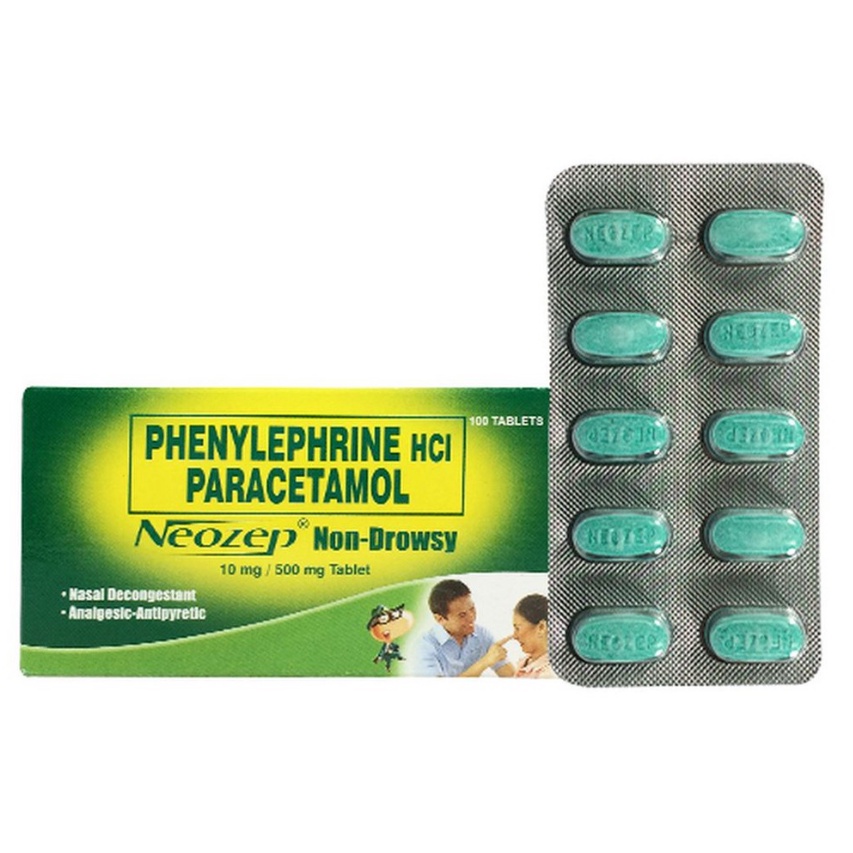 100 TABLETS
PHENYLEPHRINE HCl
PARACETAMOL
Neozep® Non-Drowsy
10 mg / 500 mg Tablet
• Nasal Decongestant
• Analgesic-Antipyretic
NEOZEP
NEOZEP
NEOZEP
NEOZEP
NEOZEP
NEOZEP
NEOZEP